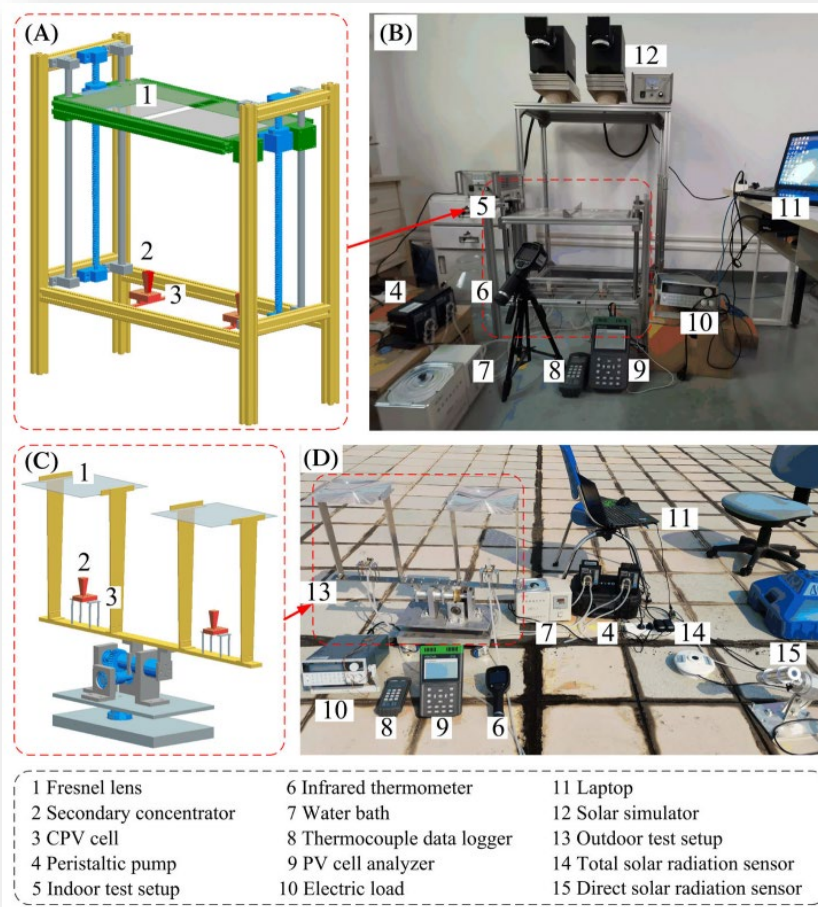 (A)
1
2
3
(B)
12
5
11
4
6
10
7
8
9
(C)
1
2
3
(D)
11
13
7
4
14
15
10
8
9
6
1 Fresnel lens
2 Secondary concentrator
3 CPV cell
4 Peristaltic pump
5 Indoor test setup
6 Infrared thermometer
7 Water bath
8 Thermocouple data logger
9 PV cell analyzer
10 Electric load
11 Laptop
12 Solar simulator
13 Outdoor test setup
14 Total solar radiation sensor
15 Direct solar radiation sensor